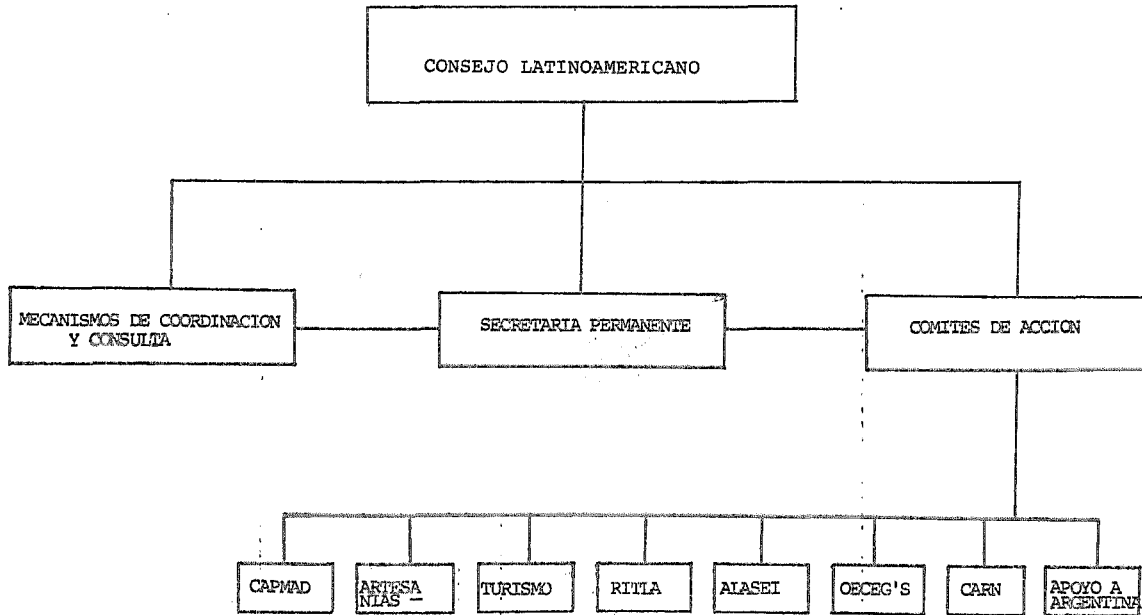 CONSEJO LATINOAMERICANO
MECANISMOS DE COORDINACION
Y CONSULTA
SECRETARIA PERMANENTE
COMITES DE ACCION
CAPMAD
ARTESA
NIAS
TURISMO
RITLA
ALASEI
OECEG'S
CARN
APOYO A
ARGENTINA